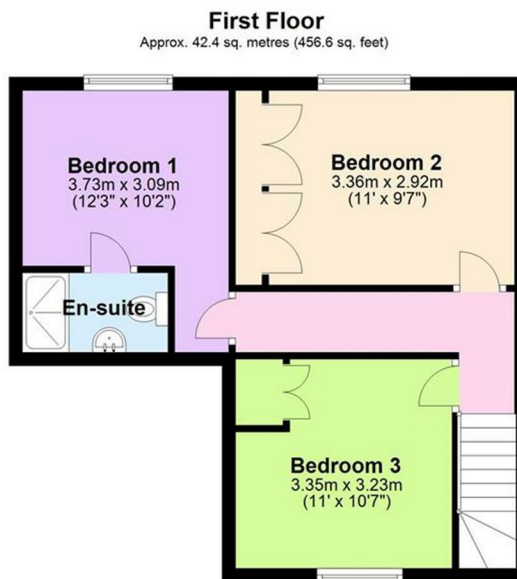 First Floor
Approx. 42.4 sq. metres (456.6 sq. feet)
Bedroom 1
3.73m x 3.09m
(12'3" x 10'2")
Bedroom 2
3.36m x 2.92m
(11' x 9'7")
En-suite
Bedroom 3
3.35m x 3.23m
(11' x 10'7")